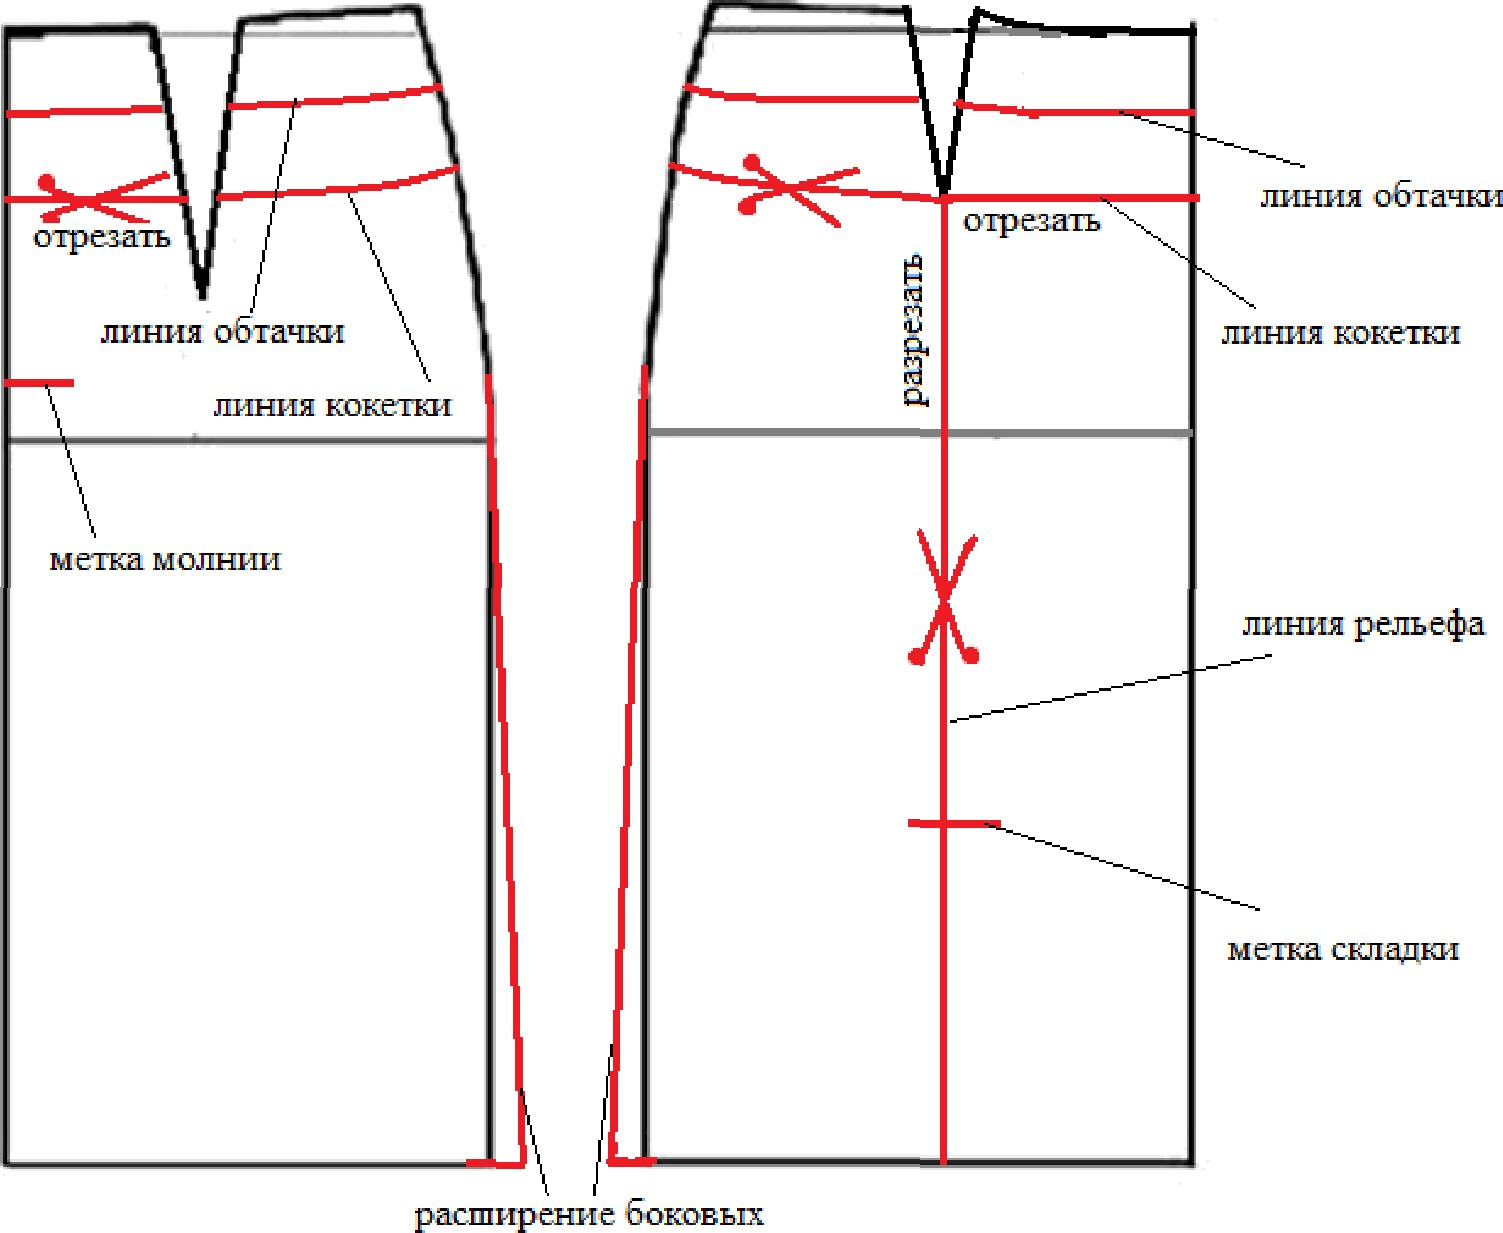 отрезать
линия обтачки
линия кокетки
метка молнии
линия обтачки
отрезать
разрезать
линия кокетки
линия рельефа
метка складки
расширение боковых